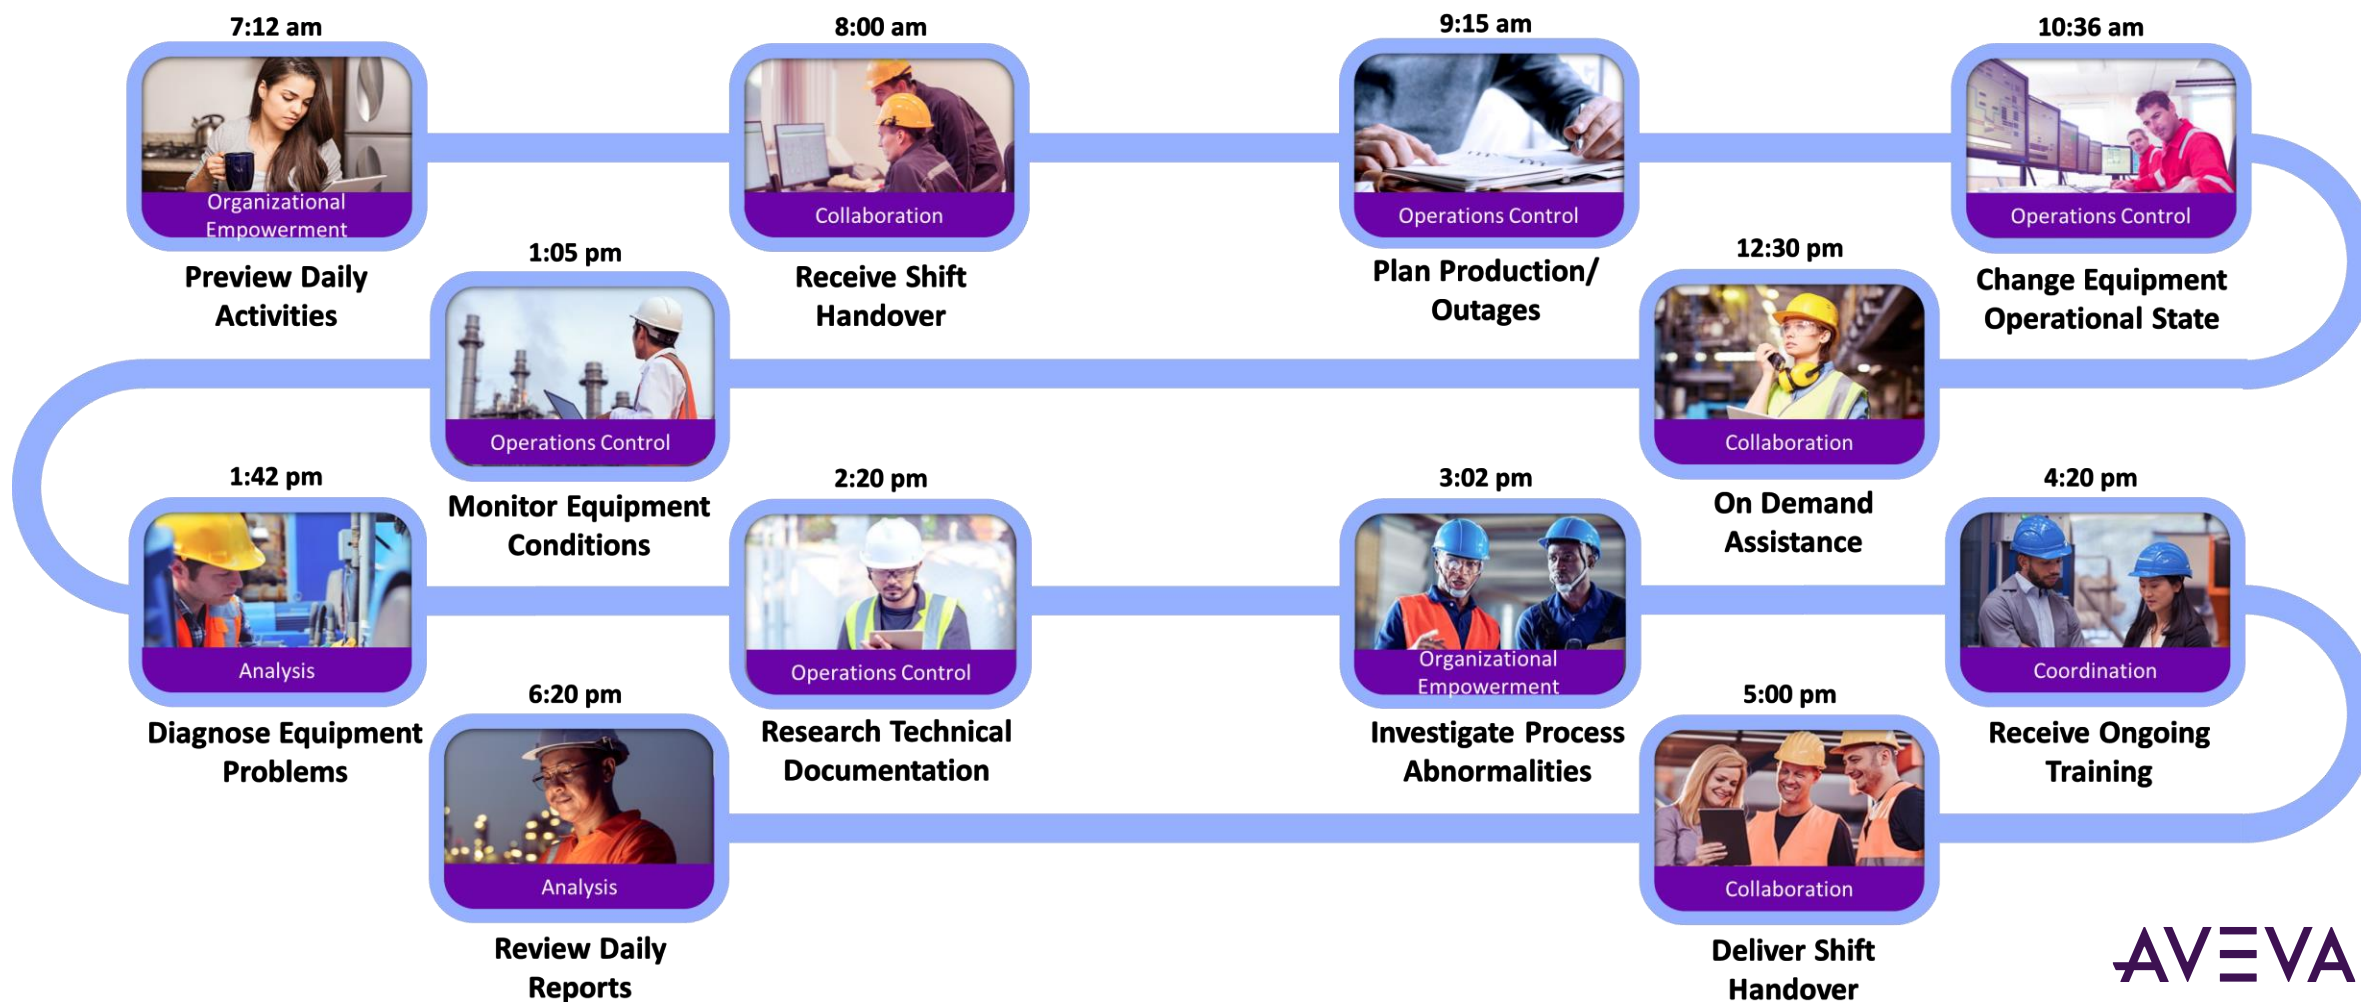 7:12 am
Organizational
Empowerment
Preview Daily
Activities
8:00 am
Collaboration
Receive Shift
Handover
9:15 am
Operations Control
Plan Production/
Outages
10:36 am
Operations Control
Change Equipment
Operational State
12:30 pm
Collaboration
On Demand
Assistance
1:05 pm
Operations Control
Monitor Equipment
Conditions
1:42 pm
Analysis
Diagnose Equipment
Problems
2:20 pm
Operations Control
Research Technical
Documentation
3:02 pm
Organizational
Empowerment
Investigate Process
Abnormalities
4:20 pm
Coordination
Receive Ongoing
Training
5:00 pm
Collaboration
Deliver Shift
Handover
6:20 pm
Analysis
Review Daily
Reports
AVEVA